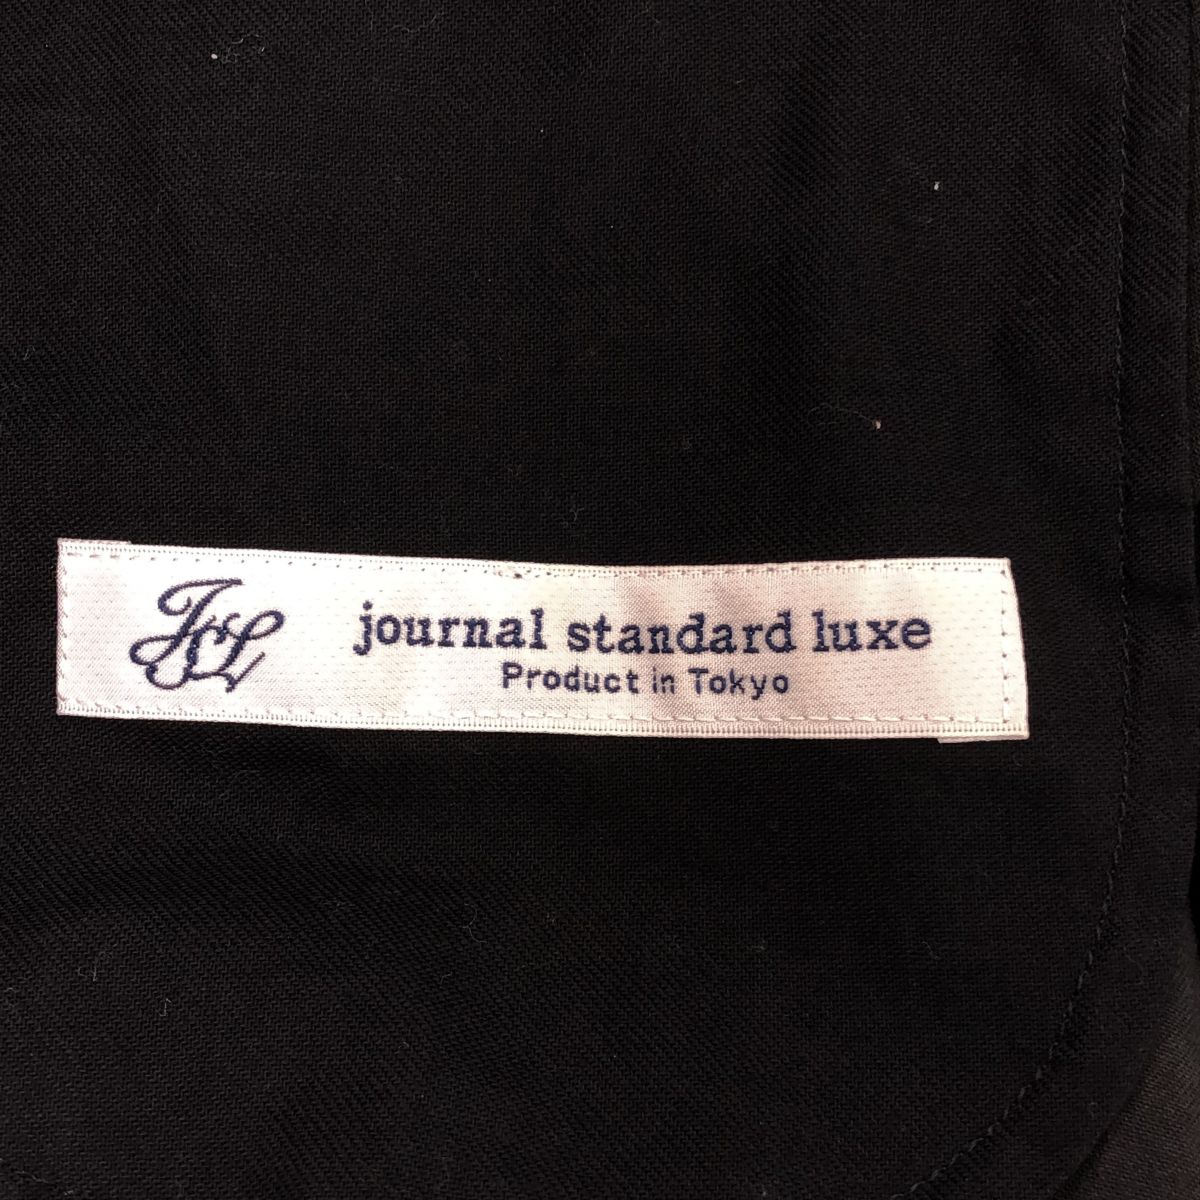 JSL
journal standard luxe
Product in Tokyo